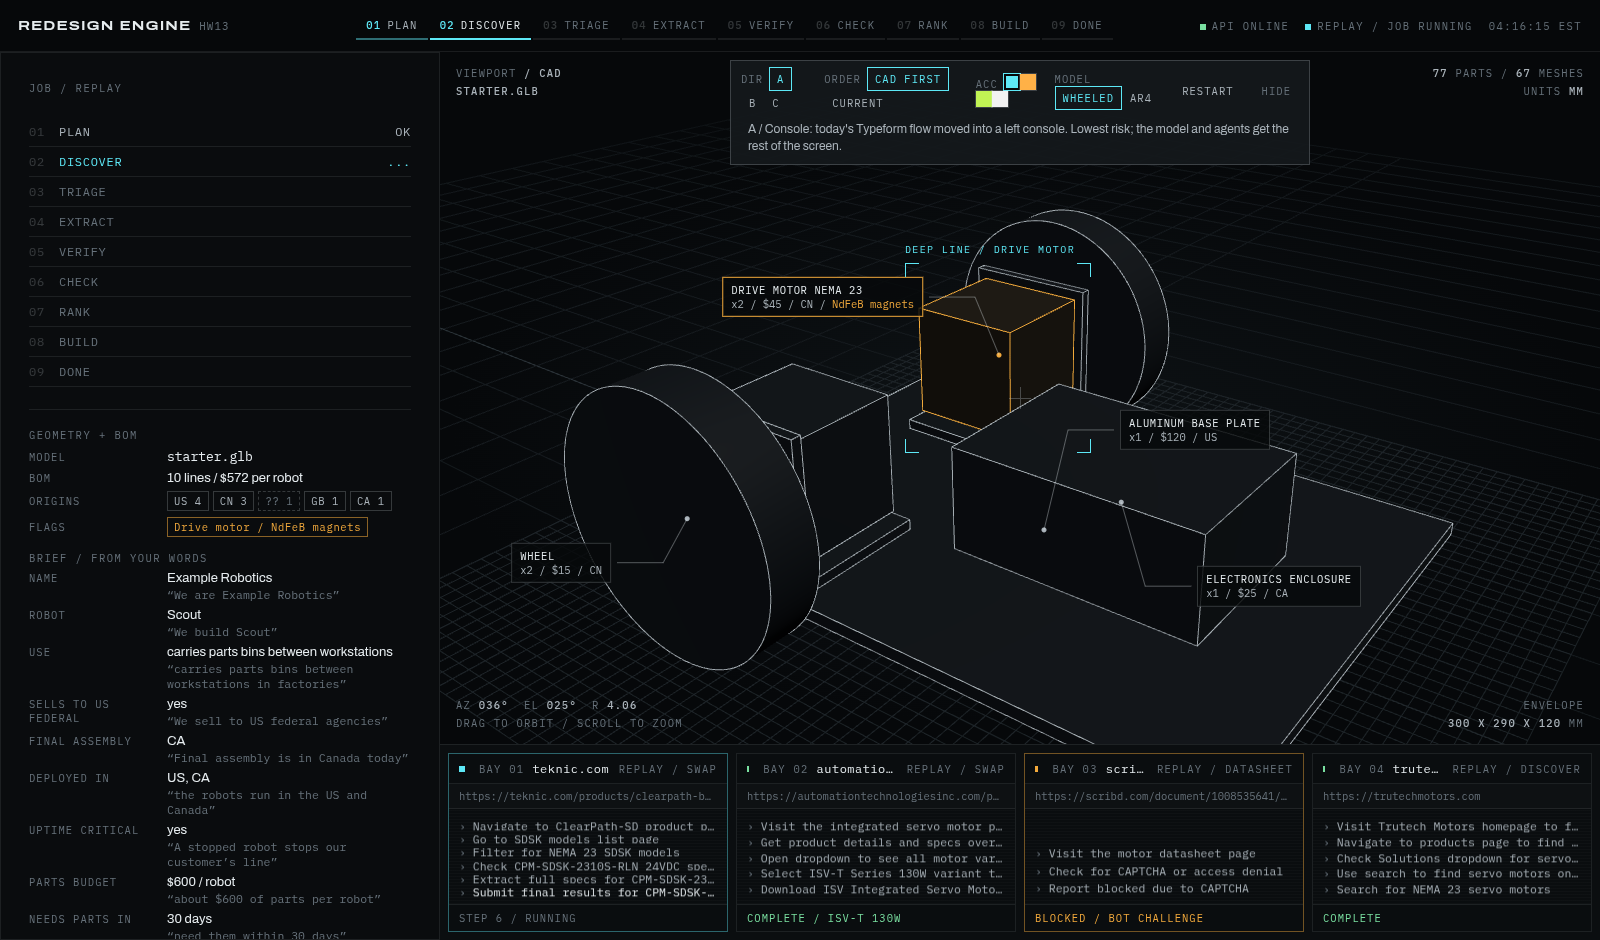 REDESIGN ENGINE HW13
01 PLAN
02 DISCOVER
03 TRIAGE
04 EXTRACT
05 VERIFY
06 CHECK
07 RANK
08 BUILD
09 DONE
API ONLINE
REPLAY / JOB RUNNING
04:16:15 EST
JOB / REPLAY
01 PLAN OK
02 DISCOVER ...
03 TRIAGE
04 EXTRACT
05 VERIFY
06 CHECK
07 RANK
08 BUILD
09 DONE
GEOMETRY + BOM
MODEL starter.glb
BOM 10 lines / $572 per robot
ORIGINS US 4 CN 3 ?? 1 GB 1 CA 1
FLAGS Drive motor / NdFeB magnets
BRIEF / FROM YOUR WORDS
NAME Example Robotics
“We are Example Robotics”
ROBOT Scout
“We build Scout”
USE carries parts bins between workstations
“carries parts bins between
workstations in factories”
SELLS TO US yes
FEDERAL “We sell to US federal agencies”
FINAL ASSEMBLY CA
“Final assembly is in Canada today”
DEPLOYED IN US, CA
“the robots run in the US and
Canada”
UPTIME CRITICAL yes
“A stopped robot stops our
customer’s line”
PARTS BUDGET $600 / robot
“about $600 of parts per robot”
NEEDS PARTS IN 30 days
“need them within 30 days”
VIEWPORT / CAD
STARTER.GLB
DIR A
B C
ORDER CAD FIRST
CURRENT
ACC
MODEL
WHEELED AR4
RESTART
HIDE
A / Console: today's Typeform flow moved into a left console. Lowest risk; the model and agents get the
rest of the screen.
77 PARTS / 67 MESHES
UNITS MM
DEEP LINE / DRIVE MOTOR
DRIVE MOTOR NEMA 23
x2 / $45 / CN / NdFeB magnets
ALUMINUM BASE PLATE
x1 / $120 / US
WHEEL
x2 / $15 / CN
ELECTRONICS ENCLOSURE
x1 / $25 / CA
AZ 036° EL 025° R 4.06
DRAG TO ORBIT / SCROLL TO ZOOM
ENVELOPE
300 X 290 X 120 MM
BAY 01 teknic.com REPLAY / SWAP
https://teknic.com/products/clearpath-b…
› Navigate to ClearPath-SD product p…
› Go to SDSK models list page
› Filter for NEMA 23 SDSK models
› Check CPM-SDSK-2310S-RLN 24VDC spe…
› Extract full specs for CPM-SDSK-23…
› Submit final results for CPM-SDSK-…
STEP 6 / RUNNING
BAY 02 automatio… REPLAY / SWAP
https://automationtechnologiesinc.com/p…
› Visit the integrated servo motor p…
› Get product details and specs over…
› Open dropdown to see all motor var…
› Select ISV-T Series 130W variant t…
› Download ISV Integrated Servo Moto…
COMPLETE / ISV-T 130W
BAY 03 scri… REPLAY / DATASHEET
https://scribd.com/document/1008535641/…
› Visit the motor datasheet page
› Check for CAPTCHA or access denial
› Report blocked due to CAPTCHA
BLOCKED / BOT CHALLENGE
BAY 04 trute… REPLAY / DISCOVER
https://trutechmotors.com
› Visit Trutech Motors homepage to f…
› Navigate to products page to find …
› Check Solutions dropdown for servo…
› Use search to find servo motors on…
› Search for NEMA 23 servo motors
COMPLETE